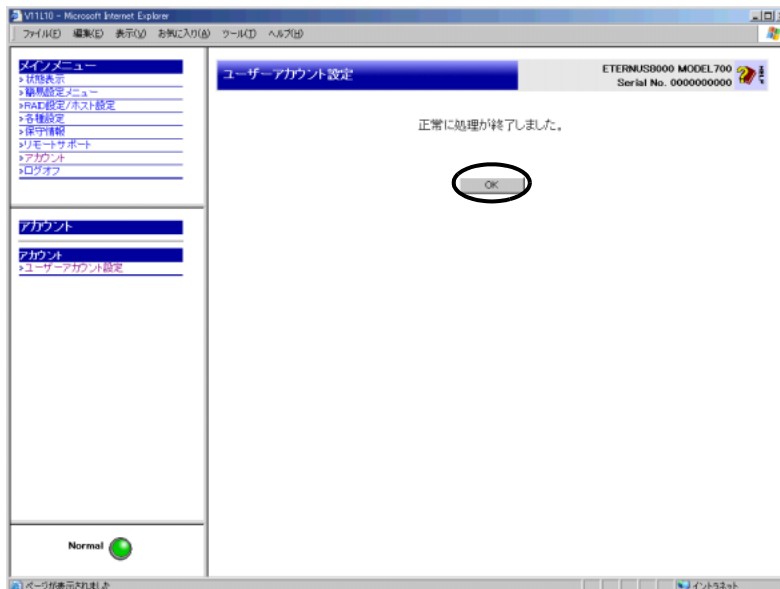 V11L10 - Microsoft Internet Explorer
ファイル(F) 編集(E) 表示(V) お気に入り(A) ツール(T) ヘルプ(H)
メインメニュー
>状態表示
>簡易設定メニュー
>RAID設定/ホスト設定
>各種設定
>保守情報
>リモートサポート
>アカウント
>ログオフ
アカウント
アカウント
>ユーザーアカウント設定
Normal
ユーザーアカウント設定
ETERNUS8000 MODEL700
Serial No. 0000000000
正常に処理が終了しました。
OK
ページが表示されました
イントラネット